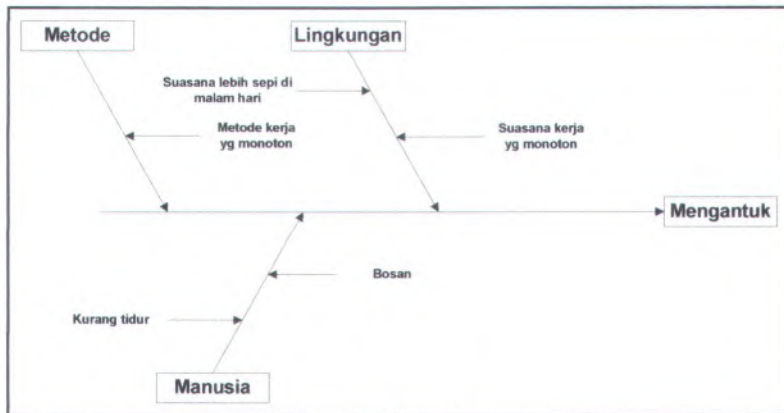 Metode
Lingkungan
Suasana lebih sepi di
malam hari
Metode kerja
yg monoton
Suasana kerja
yg monoton
Mengantuk
Bosan
Kurang tidur
Manusia